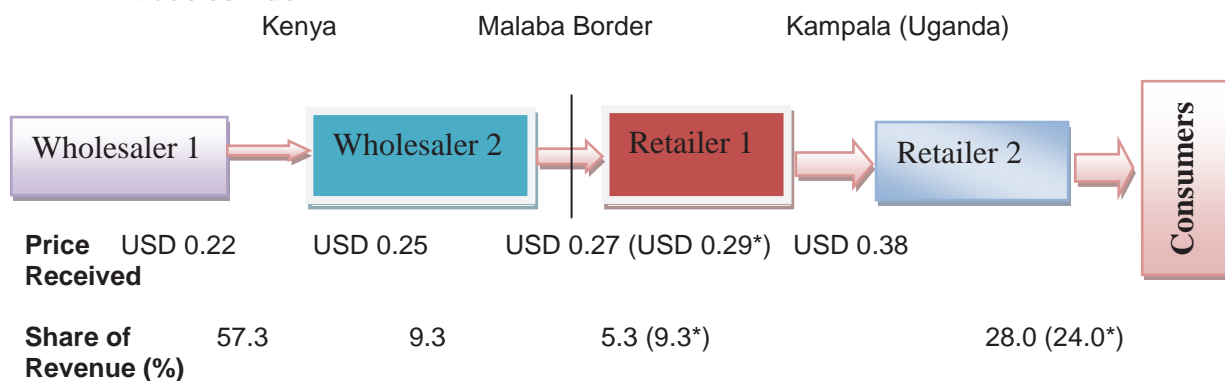 Kenya Malaba Border Kampala (Uganda)
Wholesaler 1 Wholesaler 2 Retailer 1 Retailer 2
Consumers
Price USD 0.22 USD 0.25 USD 0.27 (USD 0.29*) USD 0.38
Received
Share of 57.3 9.3 5.3 (9.3*) 28.0 (24.0*)
Revenue (%)